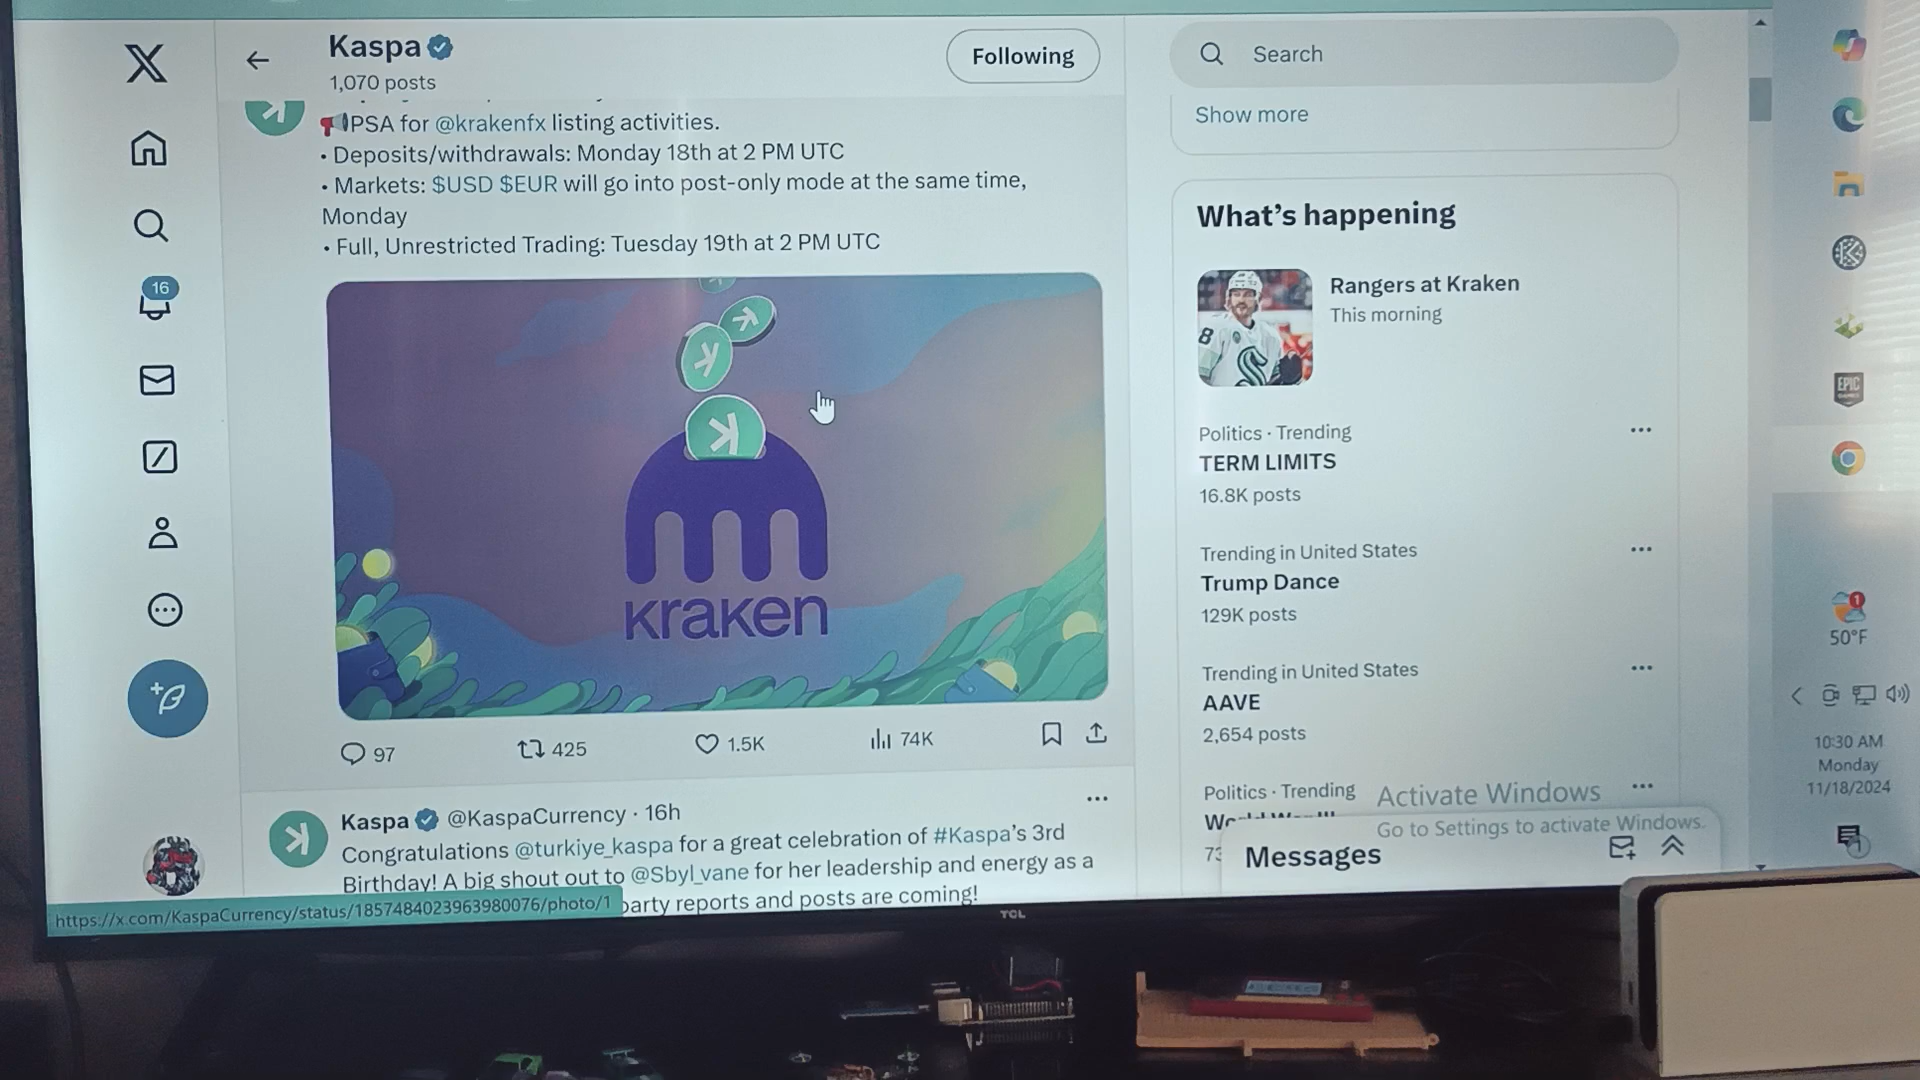 Kaspa
1,070 posts
Following
PSA for @krakenfx listing activities.
• Deposits/withdrawals: Monday 18th at 2 PM UTC
• Markets: $USD $EUR will go into post-only mode at the same time,
Monday
• Full, Unrestricted Trading: Tuesday 19th at 2 PM UTC
16
kraken
97
425
1.5K
74K
Kaspa @KaspaCurrency · 16h
Congratulations @turkiye_kaspa for a great celebration of #Kaspa's 3rd
Birthday! A big shout out to @Sbyl_vane for her leadership and energy as a
party reports and posts are coming!
https://x.com/KaspaCurrency/status/1857484023963980076/photo/1
Search
Show more
What's happening
Rangers at Kraken
This morning
8
Politics · Trending
TERM LIMITS
16.8K posts
Trending in United States
Trump Dance
129K posts
Trending in United States
AAVE
2,654 posts
Politics · Trending
Activate Windows
Go to Settings to activate Windows.
Messages
EPIC
1
50°F
10:30 AM
Monday
11/18/2024
1
TCL